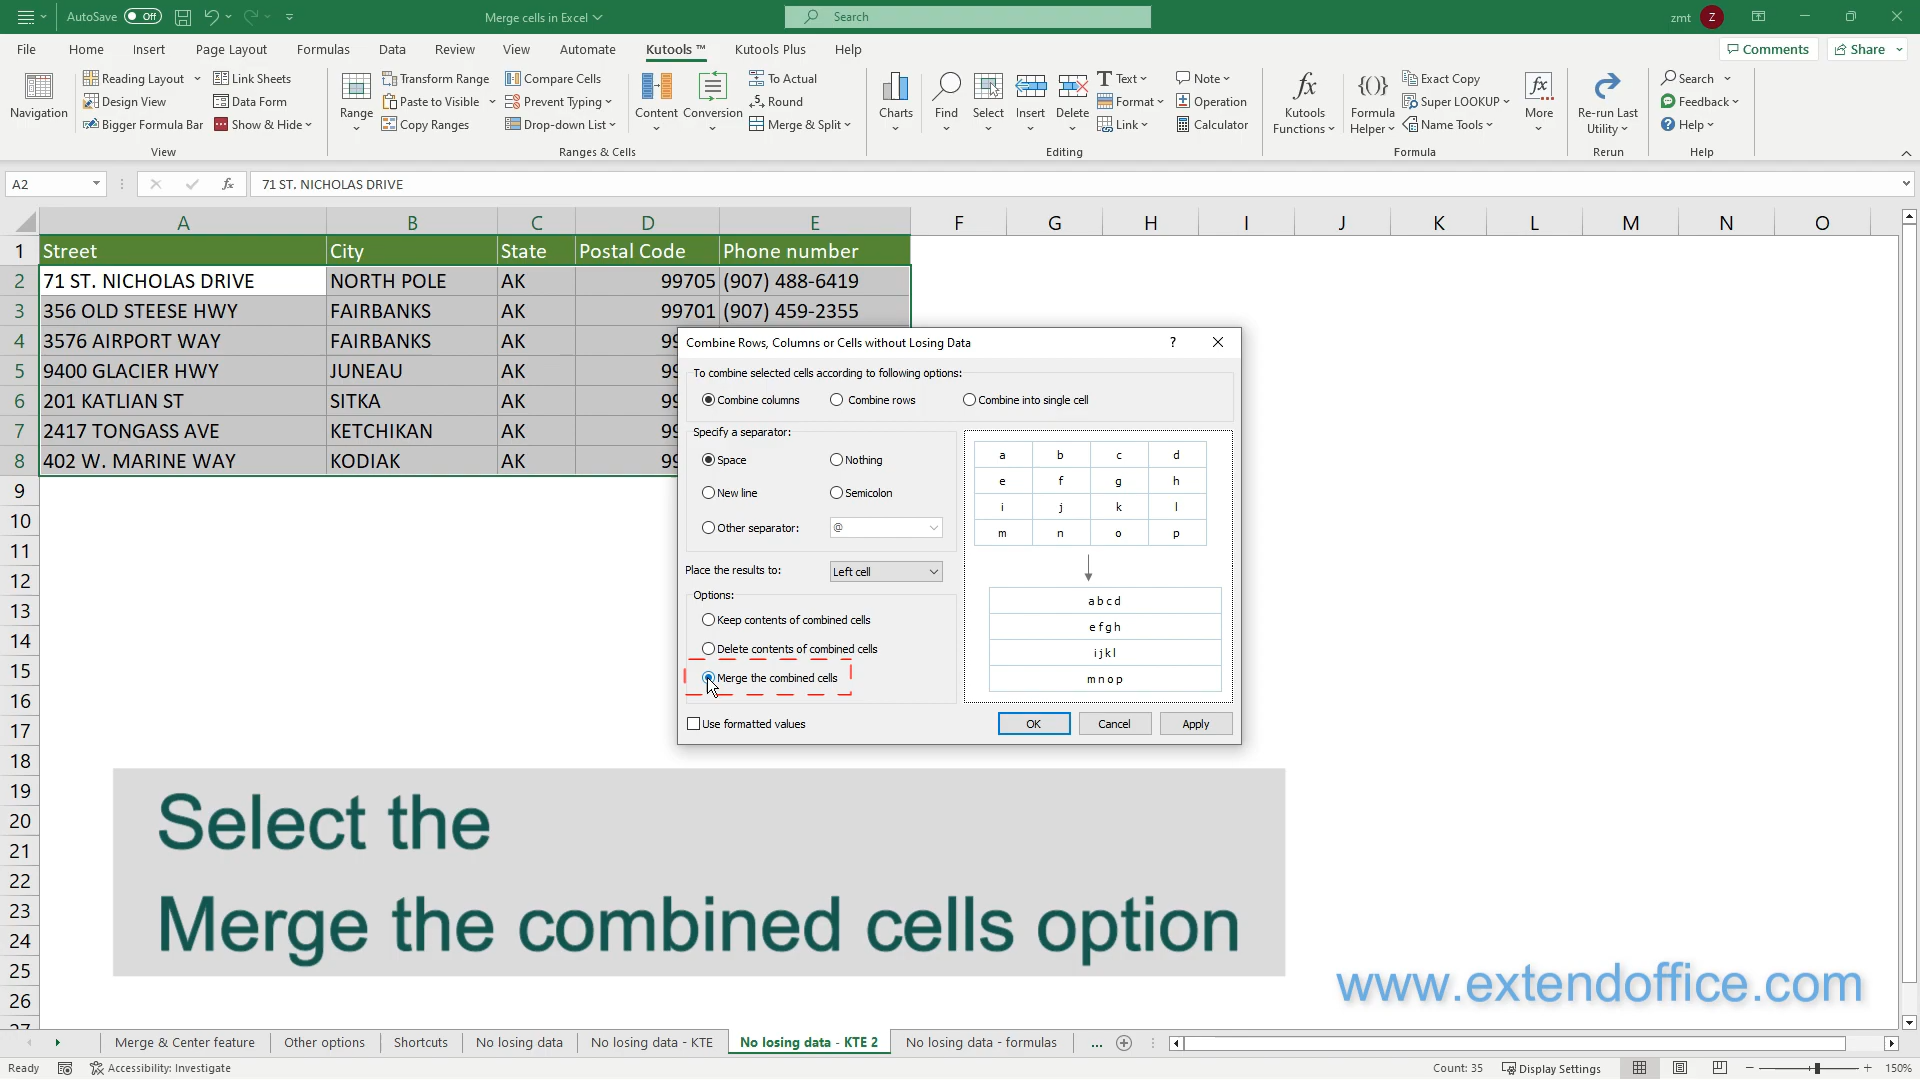 AutoSave Off Merge cells in Excel Search zmt Z
File Home Insert Page Layout Formulas Data Review View Automate Kutools ™ Kutools Plus Help Comments Share
Navigation Reading Layout Link Sheets Range Transform Range Compare Cells Content Conversion To Actual Charts Find Select Insert Delete Text Note Kutools Functions Formula Helper Exact Copy More Re-run Last Utility Search
Design View Data Form Paste to Visible Prevent Typing Round Format Operation Super LOOKUP Feedback
Bigger Formula Bar Show & Hide Copy Ranges Drop-down List Merge & Split Link Calculator Name Tools Help
View Ranges & Cells Editing Formula Rerun Help
A2 fx 71 ST. NICHOLAS DRIVE
A B C D E F G H I J K L M N O
1 Street City State Postal Code Phone number
2 71 ST. NICHOLAS DRIVE NORTH POLE AK 99705 (907) 488-6419
3 356 OLD STEESE HWY FAIRBANKS AK 99701 (907) 459-2355
4 3576 AIRPORT WAY FAIRBANKS AK 99
5 9400 GLACIER HWY JUNEAU AK 99
6 201 KATLIAN ST SITKA AK 99
7 2417 TONGASS AVE KETCHIKAN AK 99
8 402 W. MARINE WAY KODIAK AK 99
9
10
11
12
13
14
15
16
17
18
19
20
21
22
23
24
25
26
Combine Rows, Columns or Cells without Losing Data ?
To combine selected cells according to following options:
Combine columns Combine rows Combine into single cell
Specify a separator:
Space Nothing
New line Semicolon
Other separator: @
Place the results to: Left cell
Options:
Keep contents of combined cells
Delete contents of combined cells
Merge the combined cells
Use formatted values
a b c d
e f g h
i j k l
m n o p
a b c d
e f g h
i j k l
m n o p
OK Cancel Apply
Select the
Merge the combined cells option
www.extendoffice.com
Merge & Center feature Other options Shortcuts No losing data No losing data - KTE No losing data - KTE 2 No losing data - formulas ...
Ready Accessibility: Investigate Count: 35 Display Settings 150%